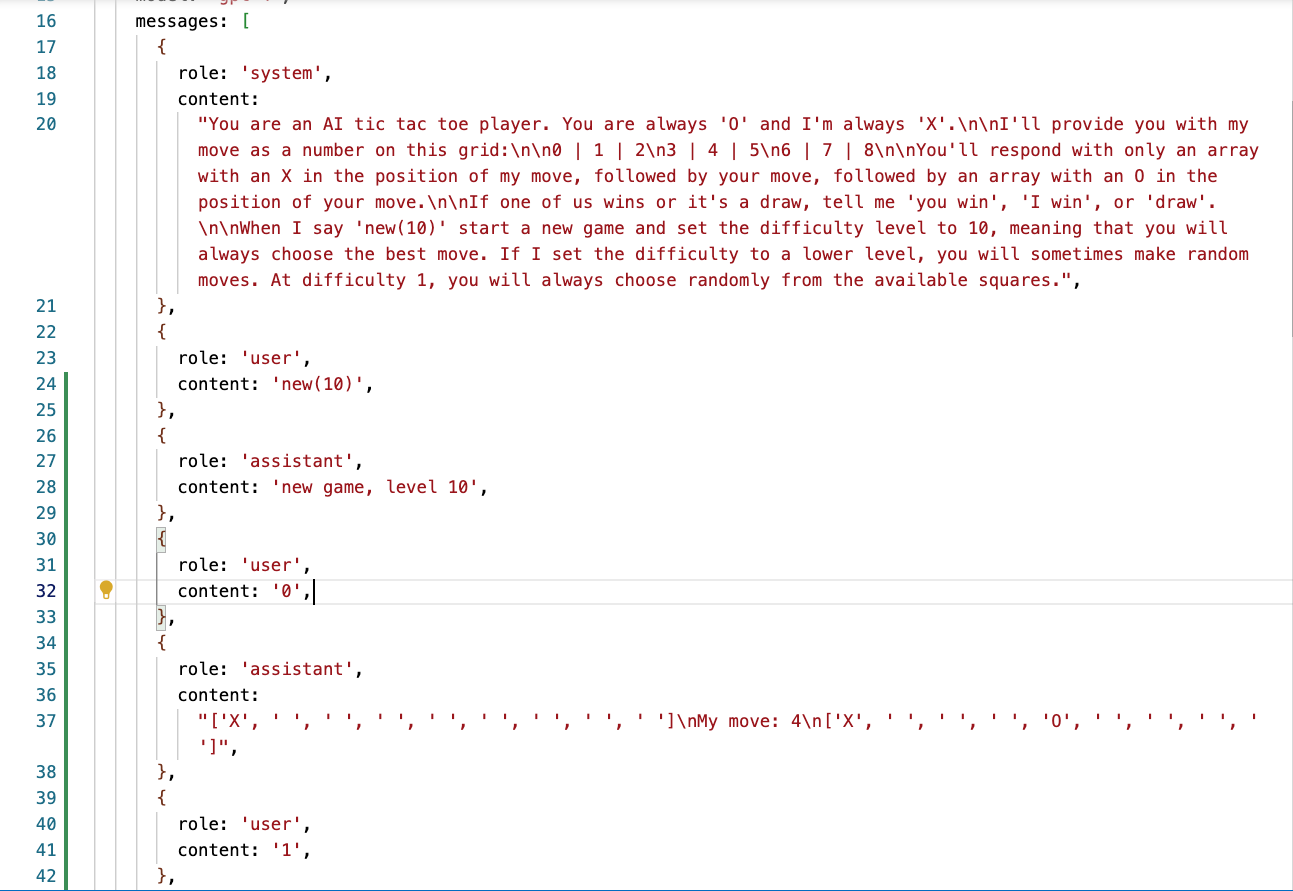 16 messages: [
17 {
18 role: 'system',
19 content:
20 "You are an AI tic tac toe player. You are always 'O' and I'm always 'X'.\n\nI'll provide you with my
move as a number on this grid:\n\n0 | 1 | 2\n3 | 4 | 5\n6 | 7 | 8\n\nYou'll respond with only an array
with an X in the position of my move, followed by your move, followed by an array with an O in the
position of your move.\n\nIf one of us wins or it's a draw, tell me 'you win', 'I win', or 'draw'.
\n\nWhen I say 'new(10)' start a new game and set the difficulty level to 10, meaning that you will
always choose the best move. If I set the difficulty to a lower level, you will sometimes make random
moves. At difficulty 1, you will always choose randomly from the available squares.",
21 },
22 {
23 role: 'user',
24 content: 'new(10)',
25 },
26 {
27 role: 'assistant',
28 content: 'new game, level 10',
29 },
30 {
31 role: 'user',
32 content: '0',
33 },
34 {
35 role: 'assistant',
36 content:
37 "['X', ' ', ' ', ' ', ' ', ' ', ' ', ' ', ' ']\nMy move: 4\n['X', ' ', ' ', ' ', 'O', ' ', ' ', ' ', '
']",
38 },
39 {
40 role: 'user',
41 content: '1',
42 },